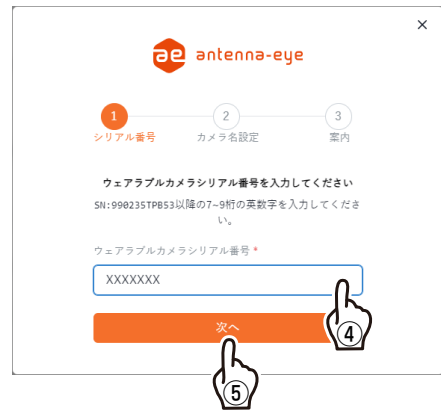 ×
ae antenna-eye
1 2 3
シリアル番号 カメラ名設定 案内
ウェアラブルカメラシリアル番号を入力してください
SN:990235TPB53以降の7~9桁の英数字を入力してくださ
い。
ウェアラブルカメラシリアル番号 *
XXXXXXX
次へ
④
⑤